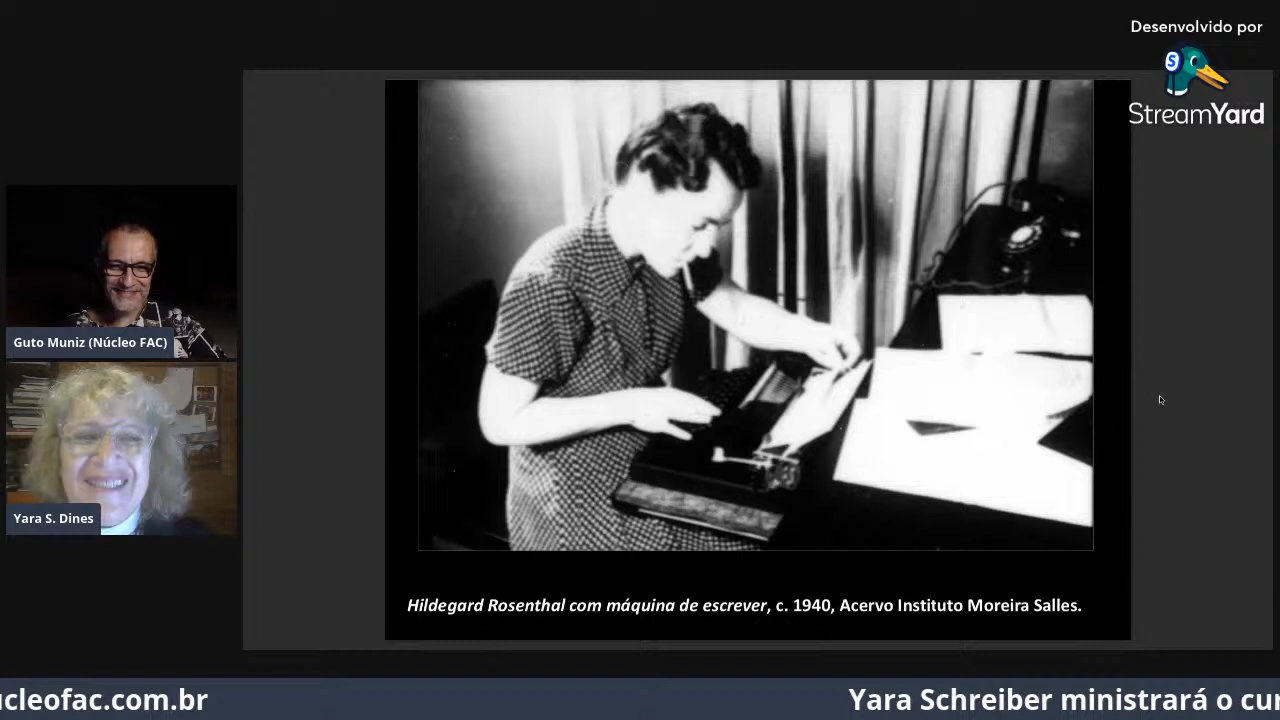 Desenvolvido por
S
StreamYard
Guto Muniz (Núcleo FAC)
Yara S. Dines
Hildegard Rosenthal com máquina de escrever, c. 1940, Acervo Instituto Moreira Salles.
ucleofac.com.br
Yara Schreiber ministrará o cur